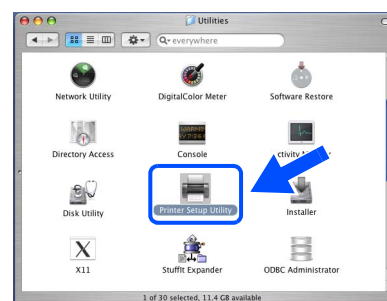 Utilities
everywhere
Network Utility
DigitalColor Meter
Software Restore
Directory Access
Console
ctivity
Disk Utility
Printer Setup Utility
Installer
X11
StuffIt Expander
ODBC Administrator
1 of 30 selected, 11.4 GB available